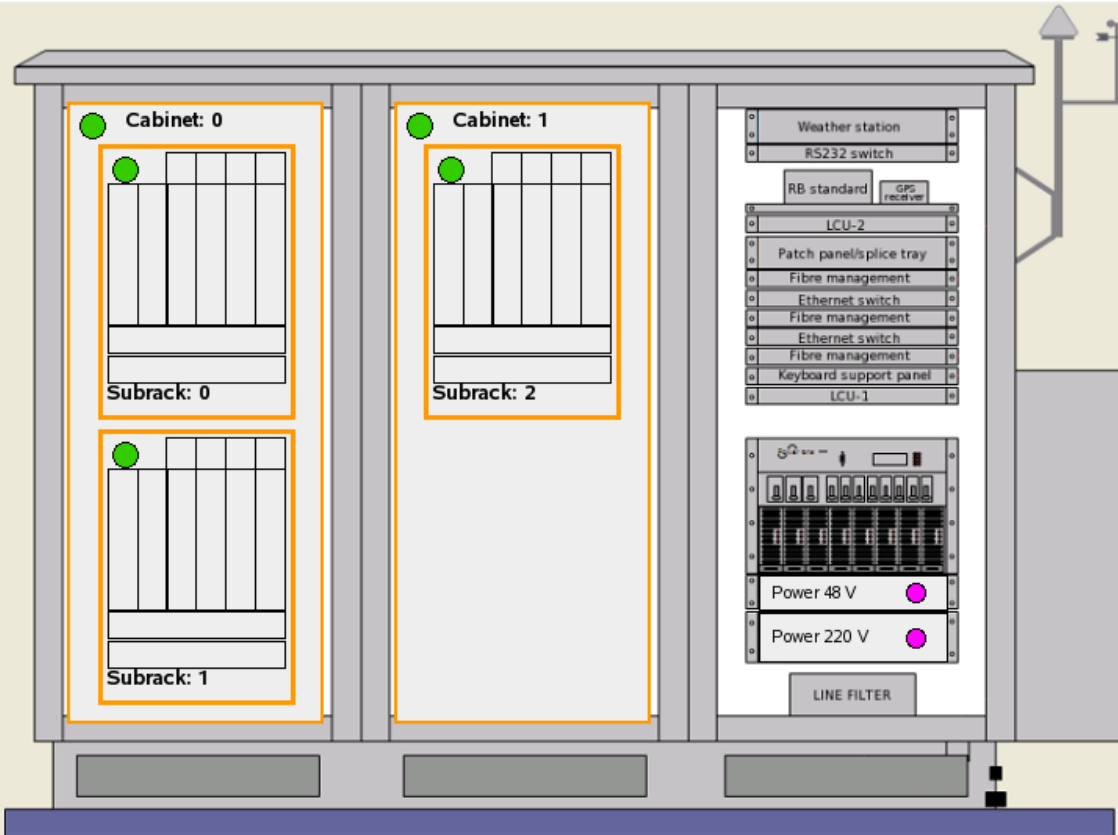 Cabinet: 0
Subrack: 0
Subrack: 1
Cabinet: 1
Subrack: 2
Weather station
RS232 switch
RB standard
GPS
receiver
LCU-2
Patch panel/splice tray
Fibre management
Ethernet switch
Fibre management
Ethernet switch
Fibre management
Keyboard support panel
LCU-1
Power 48 V
Power 220 V
LINE FILTER